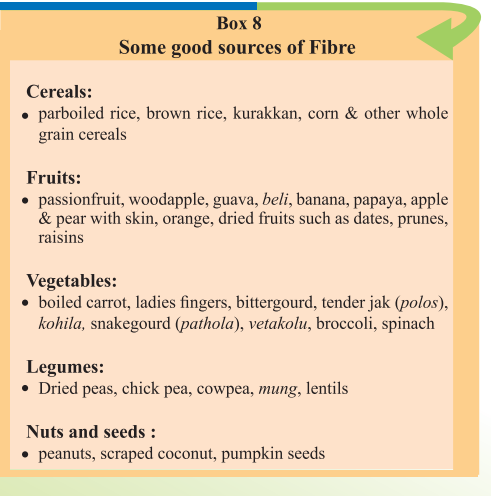 Box 8
Some good sources of Fibre
Cereals:
• parboiled rice, brown rice, kurakkan, corn & other whole
grain cereals
Fruits:
• passionfruit, woodapple, guava, beli, banana, papaya, apple
& pear with skin, orange, dried fruits such as dates, prunes,
raisins
Vegetables:
• boiled carrot, ladies fingers, bittergourd, tender jak (polos),
kohila, snakegourd (pathola), vetakolu, broccoli, spinach
Legumes:
• Dried peas, chick pea, cowpea, mung, lentils
Nuts and seeds :
• peanuts, scraped coconut, pumpkin seeds